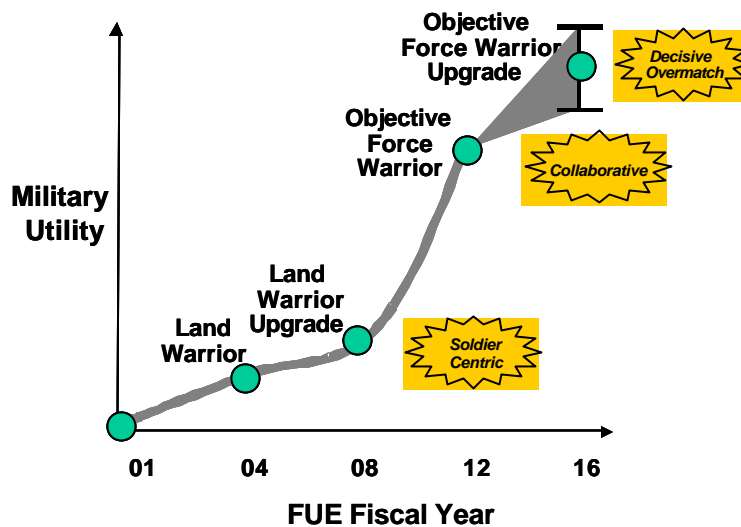 Objective
Force Warrior
Upgrade
Decisive
Overmatch
Objective
Force
Warrior
Collaborative
Military
Utility
Land
Warrior
Upgrade
Land
Warrior
Soldier
Centric
01 04 08 12 16
FUE Fiscal Year